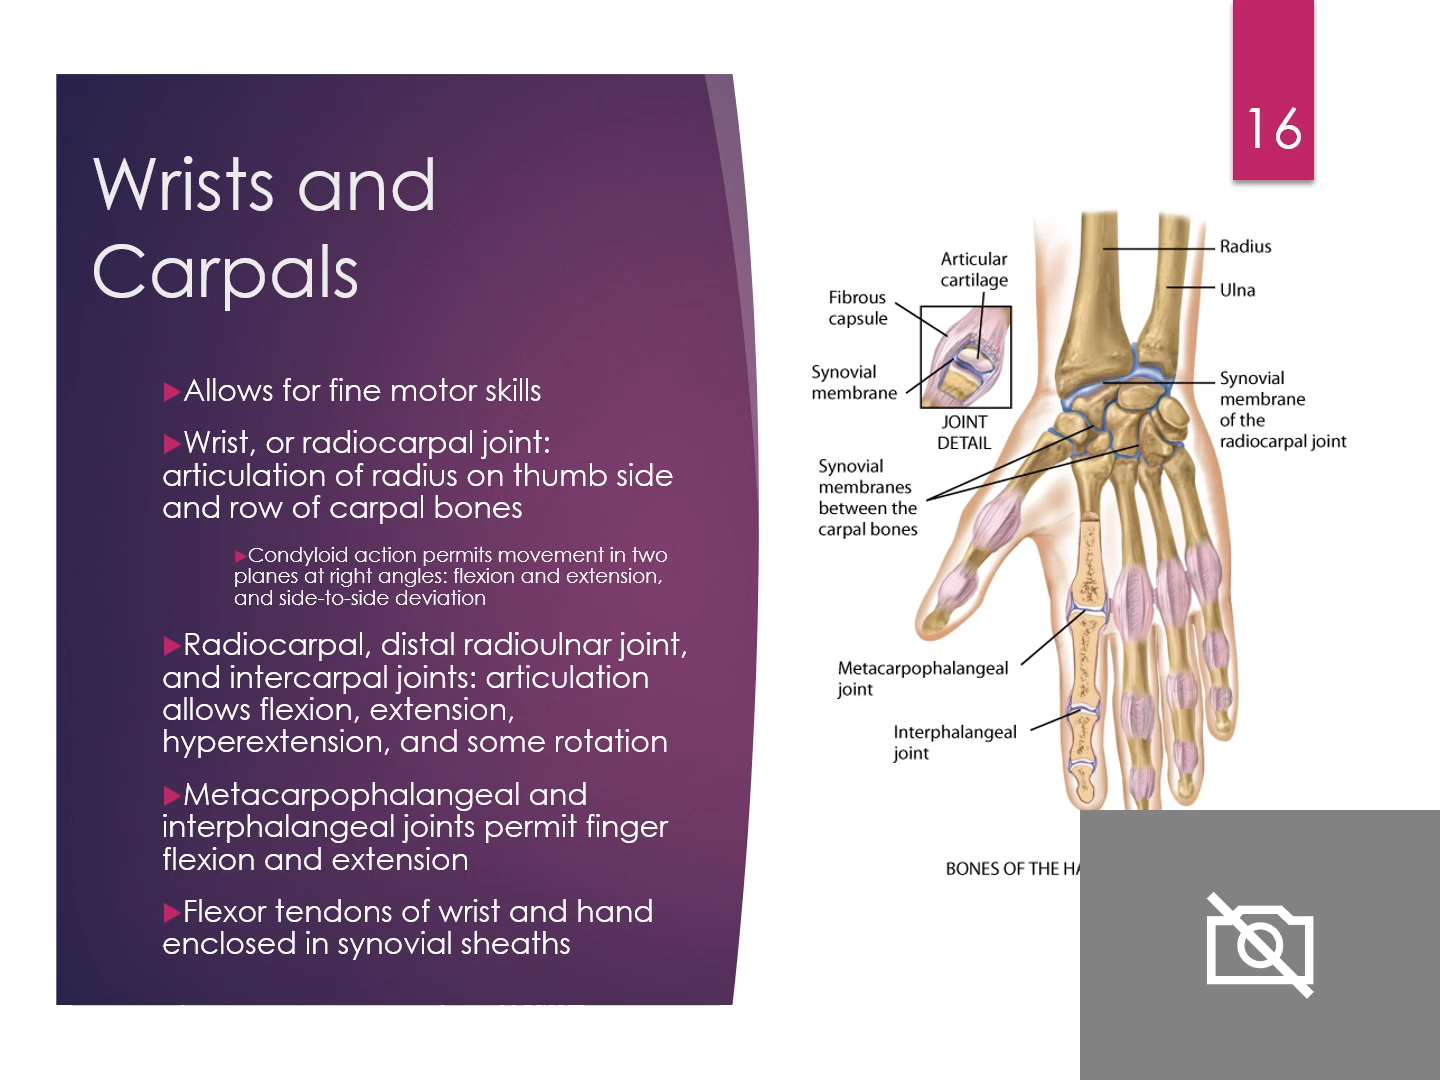 16
Wrists and
Carpals
Allows for fine motor skills
Wrist, or radiocarpal joint:
articulation of radius on thumb side
and row of carpal bones
Condyloid action permits movement in two
planes at right angles: flexion and extension,
and side-to-side deviation
Radiocarpal, distal radioulnar joint,
and intercarpal joints: articulation
allows flexion, extension,
hyperextension, and some rotation
Metacarpophalangeal and
interphalangeal joints permit finger
flexion and extension
Flexor tendons of wrist and hand
enclosed in synovial sheaths
Radius
Ulna
Articular
cartilage
Fibrous
capsule
Synovial
membrane
JOINT
DETAIL
Synovial
membrane
of the
radiocarpal joint
Synovial
membranes
between the
carpal bones
Metacarpophalangeal
joint
Interphalangeal
joint
BONES OF THE